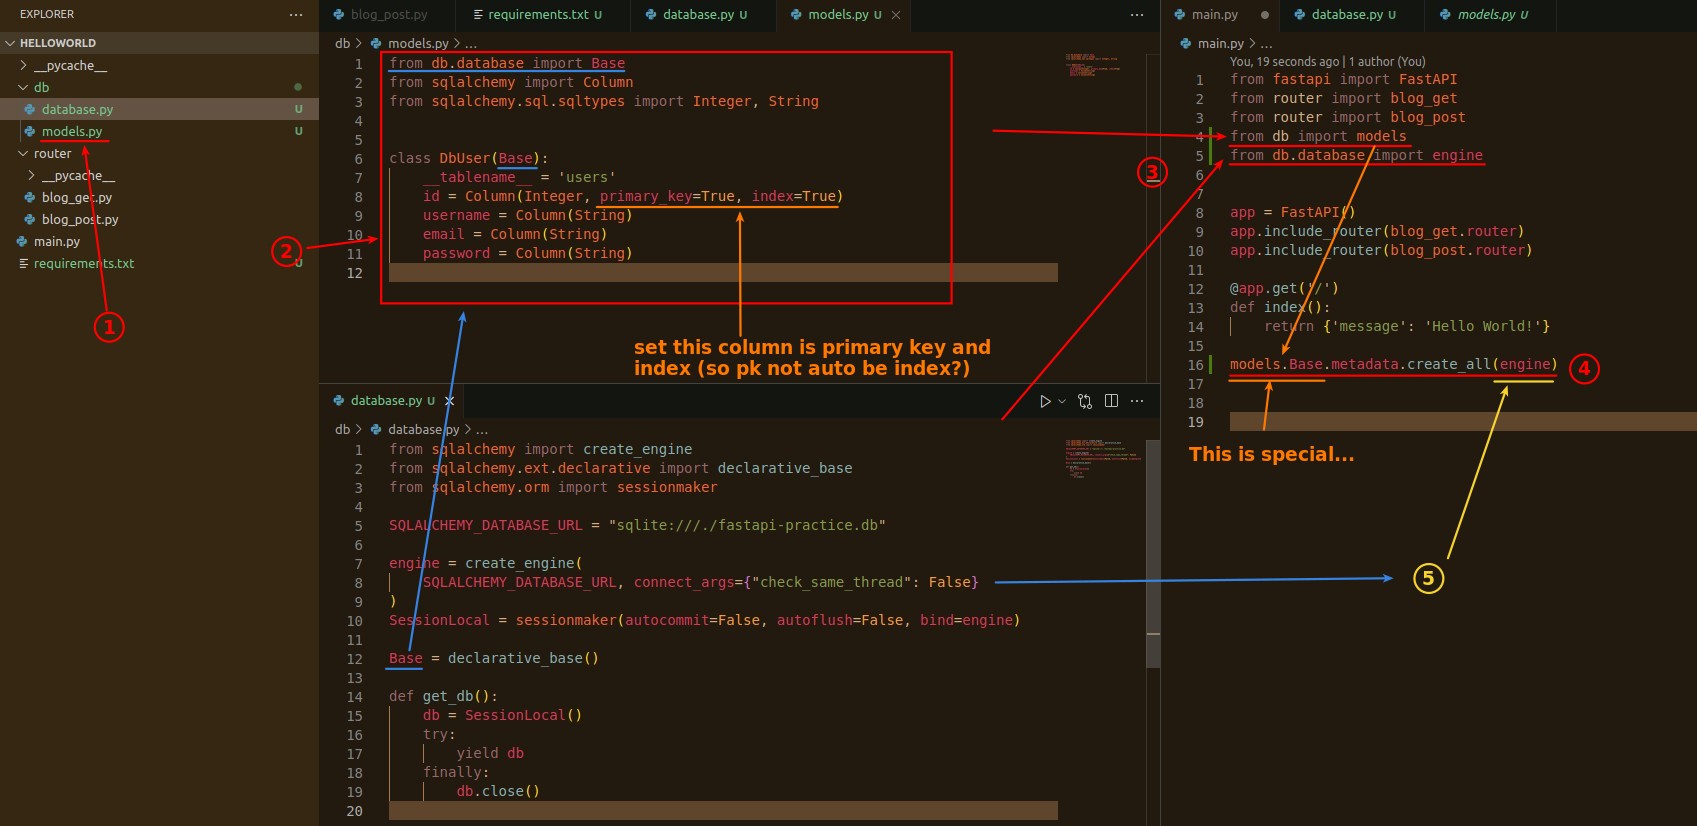 EXPLORER
HELLOWORLD
__pycache__
db
database.py U
models.py U
router
__pycache__
blog_get.py
blog_post.py
main.py
requirements.txt U
1
2
blog_post.py
requirements.txt U
database.py U
models.py U
db > models.py > ...
1 from db.database import Base
2 from sqlalchemy import Column
3 from sqlalchemy.sql.sqltypes import Integer, String
4
5
6 class DbUser(Base):
7 __tablename__ = 'users'
8 id = Column(Integer, primary_key=True, index=True)
9 username = Column(String)
10 email = Column(String)
11 password = Column(String)
12
set this column is primary key and
index (so pk not auto be index?)
database.py U
db > database.py > ...
1 from sqlalchemy import create_engine
2 from sqlalchemy.ext.declarative import declarative_base
3 from sqlalchemy.orm import sessionmaker
4
5 SQLALCHEMY_DATABASE_URL = "sqlite:///./fastapi-practice.db"
6
7 engine = create_engine(
8 SQLALCHEMY_DATABASE_URL, connect_args={"check_same_thread": False}
9 )
10 SessionLocal = sessionmaker(autocommit=False, autoflush=False, bind=engine)
11
12 Base = declarative_base()
13
14 def get_db():
15 db = SessionLocal()
16 try:
17 yield db
18 finally:
19 db.close()
20
3
main.py
database.py U
models.py U
main.py > ...
You, 19 seconds ago | 1 author (You)
1 from fastapi import FastAPI
2 from router import blog_get
3 from router import blog_post
4 from db import models
5 from db.database import engine
6
7
8 app = FastAPI()
9 app.include_router(blog_get.router)
10 app.include_router(blog_post.router)
11
12 @app.get('/')
13 def index():
14 return {'message': 'Hello World!'}
15
16 models.Base.metadata.create_all(engine)
4
17
18
19
This is special...
5